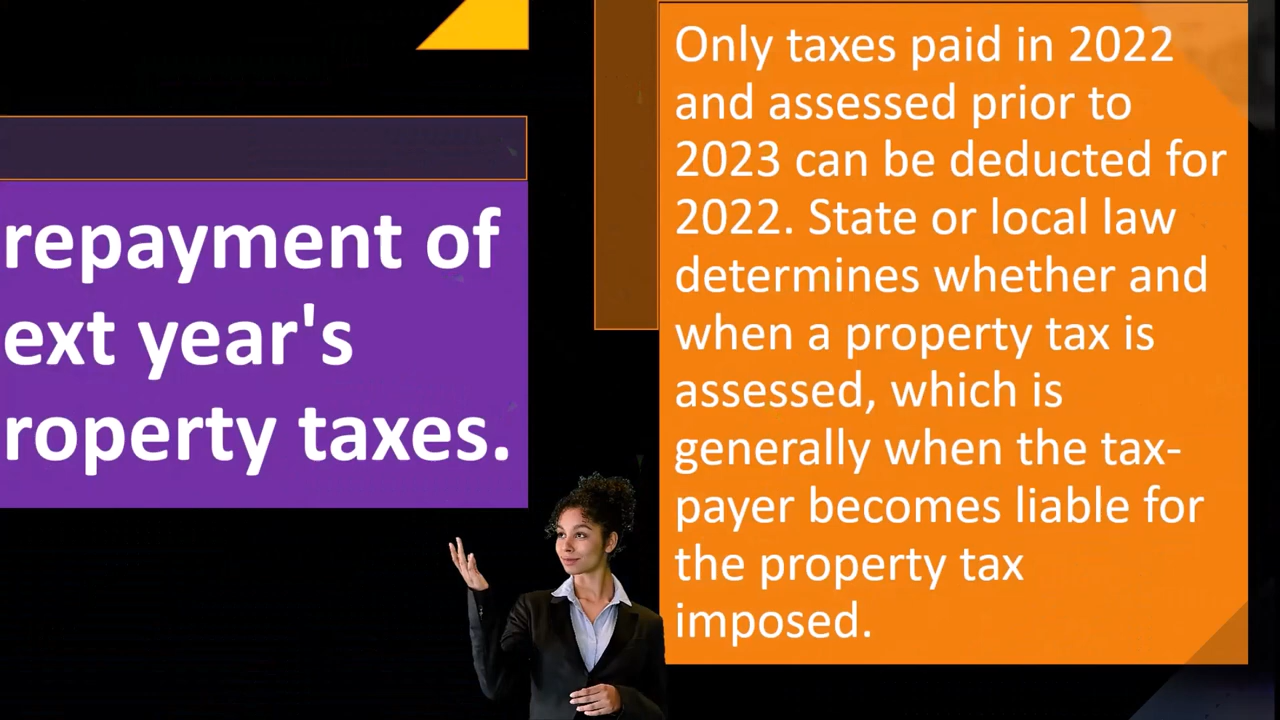 repayment of
ext year's
roperty taxes.
Only taxes paid in 2022
and assessed prior to
2023 can be deducted for
2022. State or local law
determines whether and
when a property tax is
assessed, which is
generally when the tax-
payer becomes liable for
the property tax
imposed.